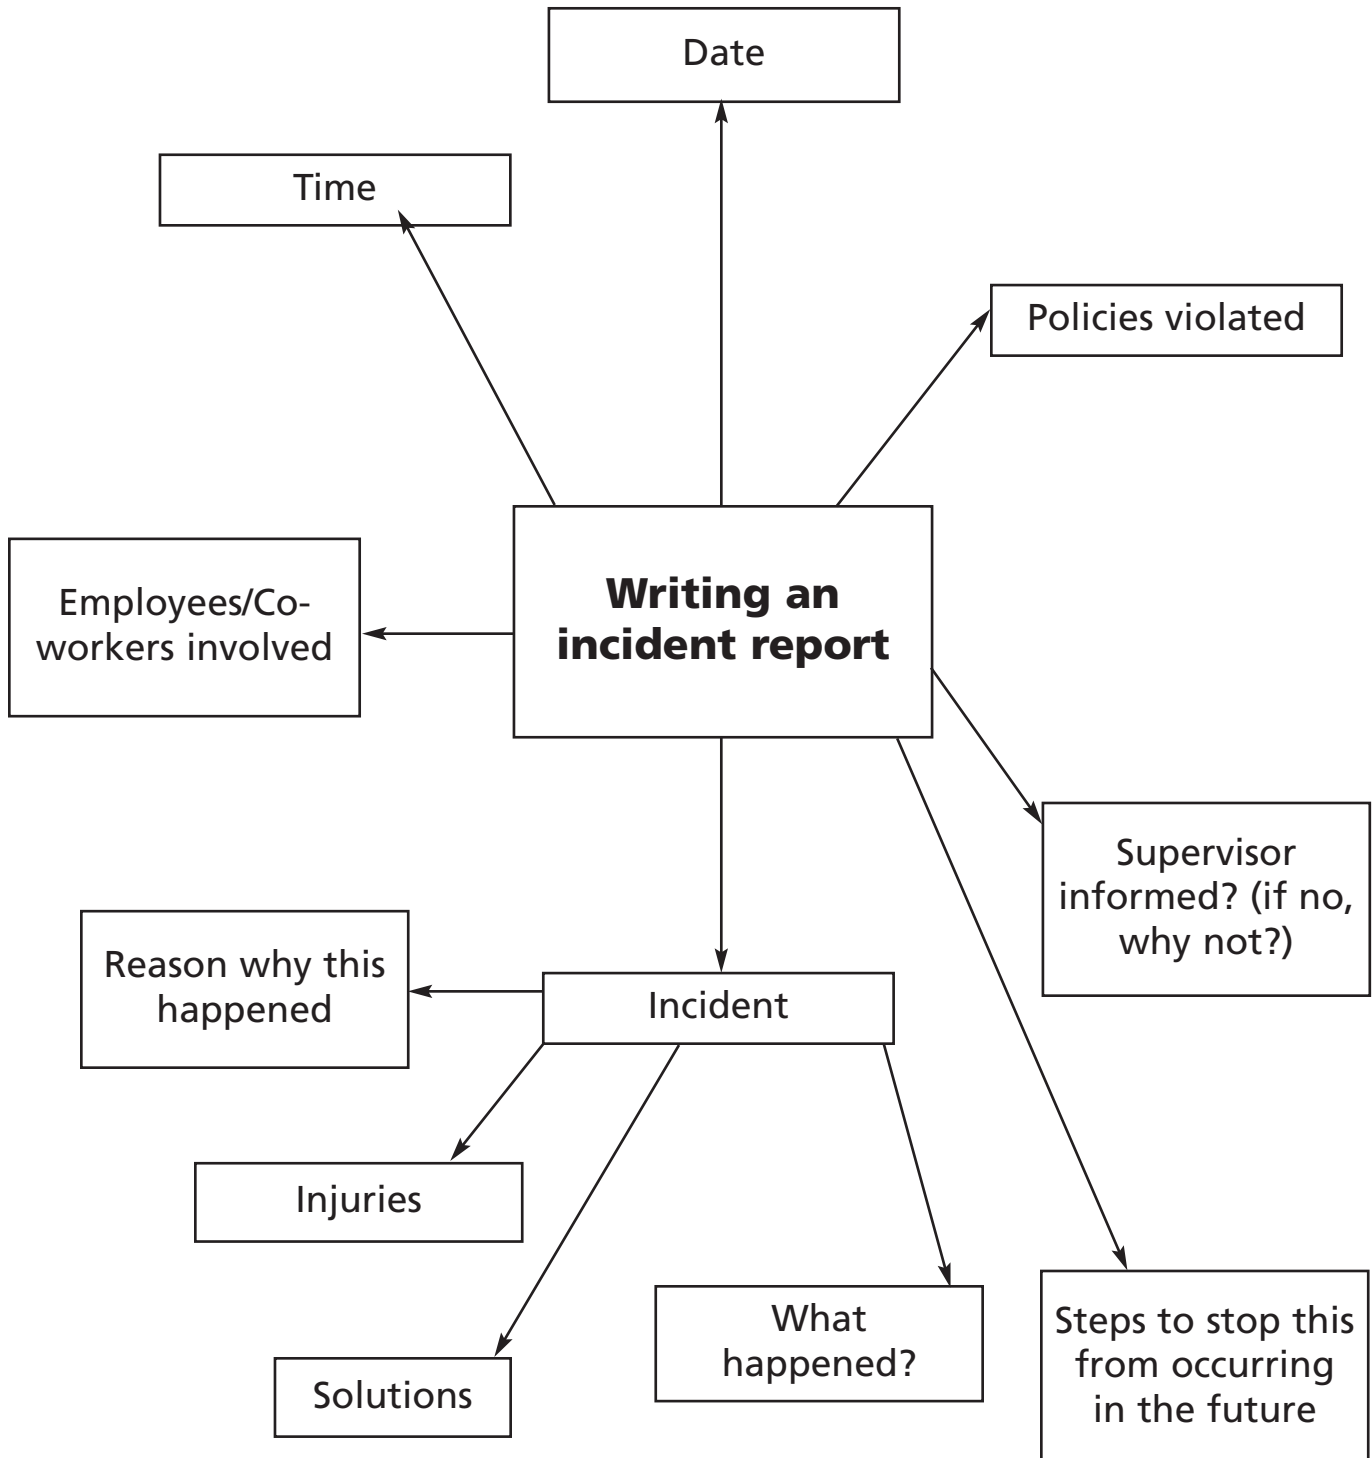 Date
Time
Policies violated
Employees/Co-
workers involved
Writing an
incident report
Supervisor
informed? (if no,
why not?)
Reason why this
happened
Incident
Injuries
What
happened?
Solutions
Steps to stop this
from occurring
in the future